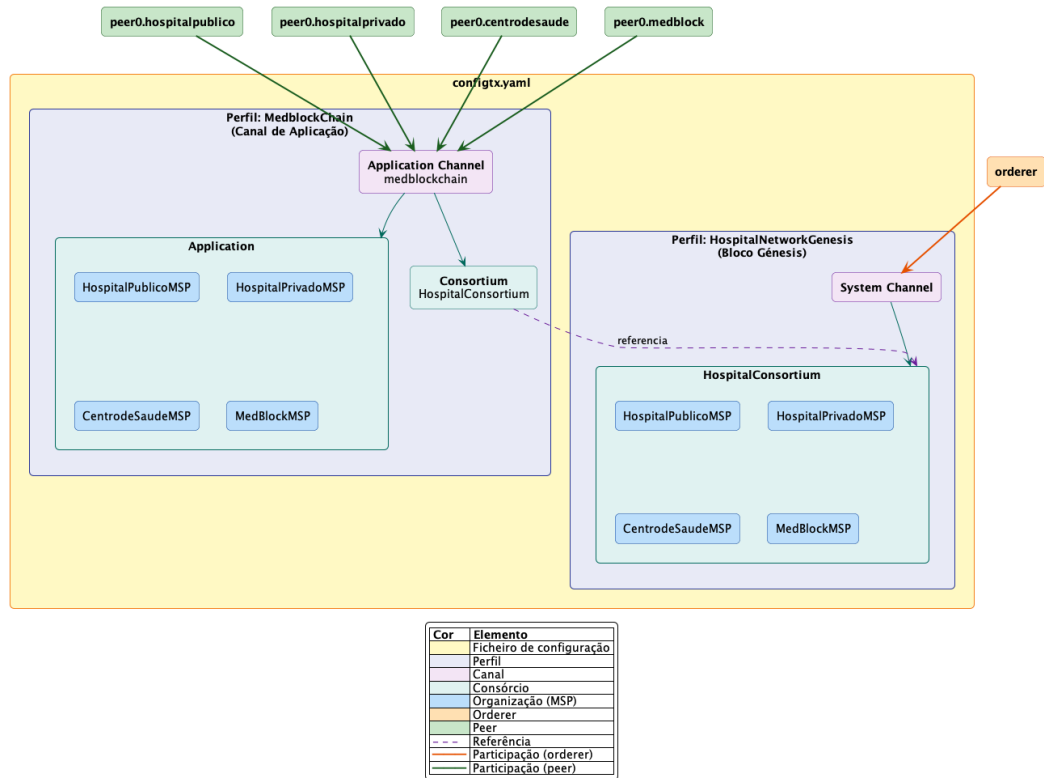 peer0.hospitalpublico
peer0.hospitalprivado
peer0.centrodesaude
peer0.medblock
configtx.yaml
Perfil: MedblockChain
(Canal de Aplicação)
Application Channel
medblockchain
orderer
Application
HospitalPublicoMSP
HospitalPrivadoMSP
CentrodeSaudeMSP
MedBlockMSP
Consortium
HospitalConsortium
Perfil: HospitalNetworkGenesis
(Bloco Génesis)
System Channel
referencia
HospitalConsortium
HospitalPublicoMSP
HospitalPrivadoMSP
CentrodeSaudeMSP
MedBlockMSP
Cor Elemento
Ficheiro de configuração
Perfil
Canal
Consórcio
Organização (MSP)
Orderer
Peer
Referência
Participação (orderer)
Participação (peer)